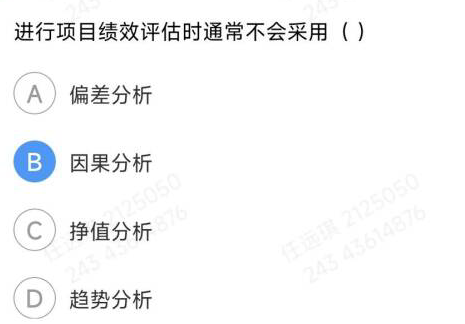 进行项目绩效评估时通常不会采用（ ）
A 偏差分析
B 因果分析
任远琪 2125050
243 43614876
C 挣值分析
任远琪 2125050
243 43614876
D 趋势分析